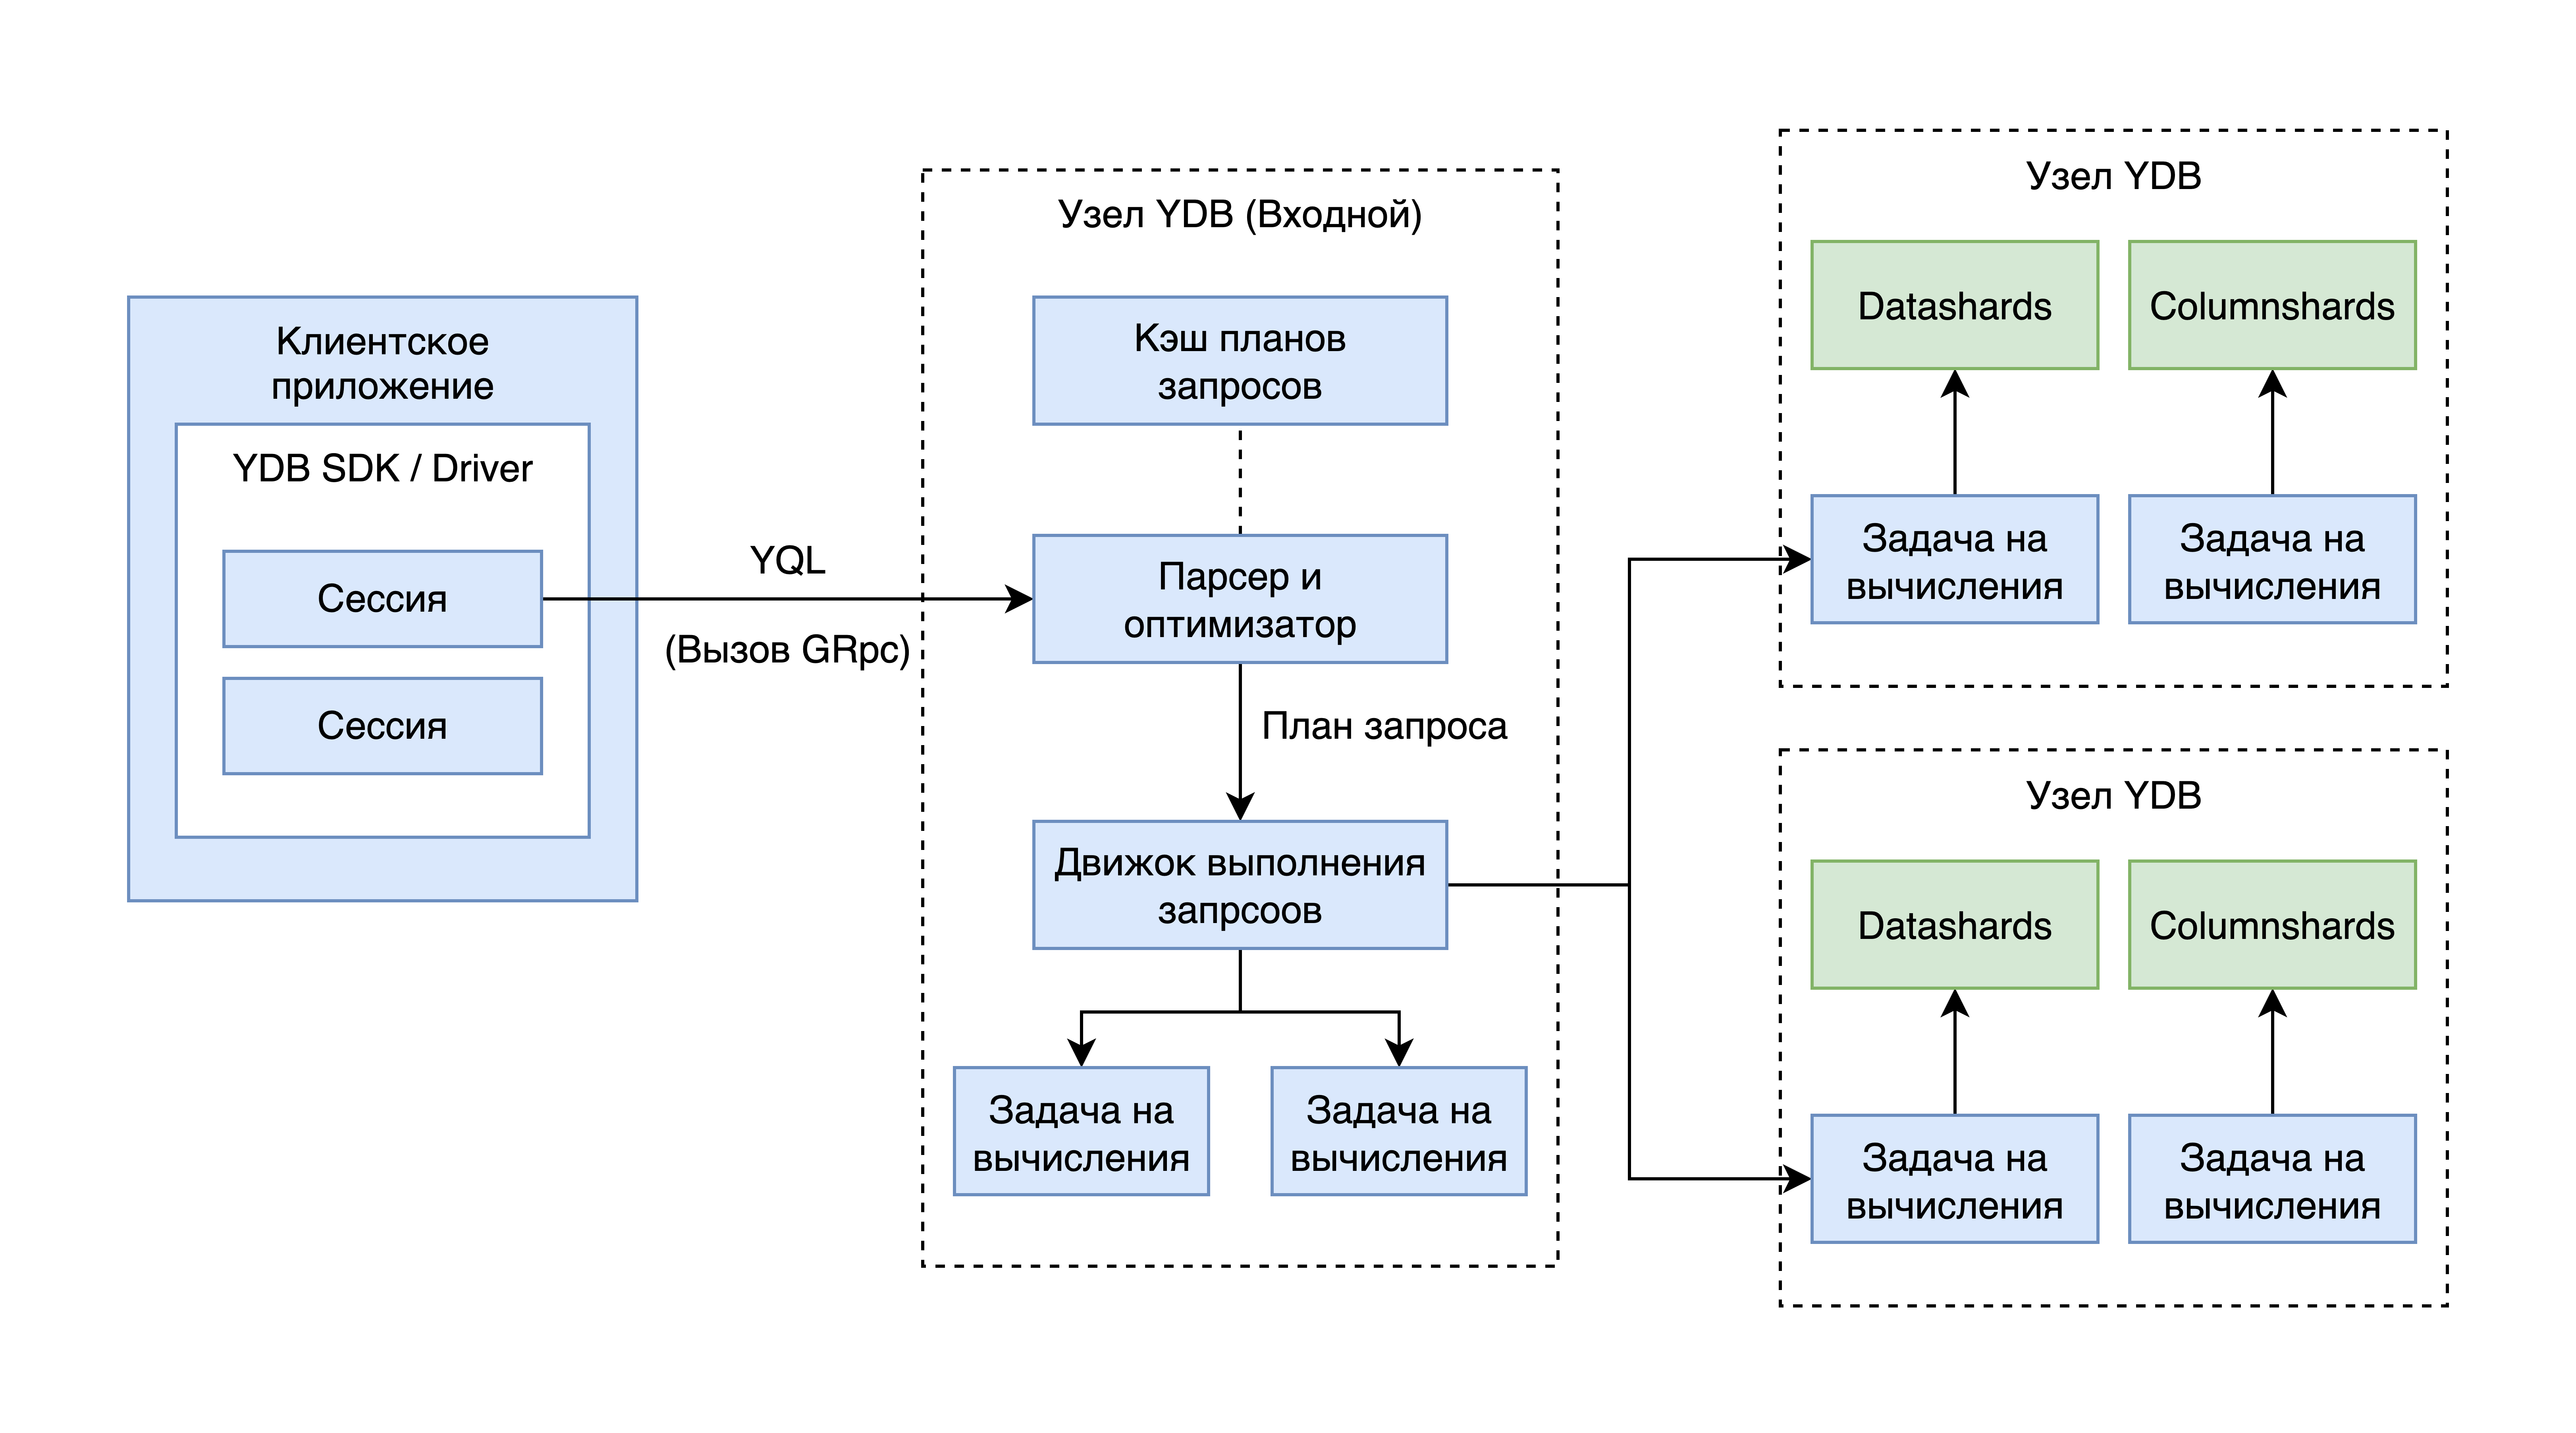 Клиентское
приложение
YDB SDK / Driver
Сессия
Сессия
YQL
(Вызов GRpc)
Узел YDB (Входной)
Кэш планов
запросов
Парсер и
оптимизатор
План запроса
Движок выполнения
запрсоов
Задача на
вычисления
Задача на
вычисления
Узел YDB
Datashards
Columnshards
Задача на
вычисления
Задача на
вычисления
Узел YDB
Datashards
Columnshards
Задача на
вычисления
Задача на
вычисления